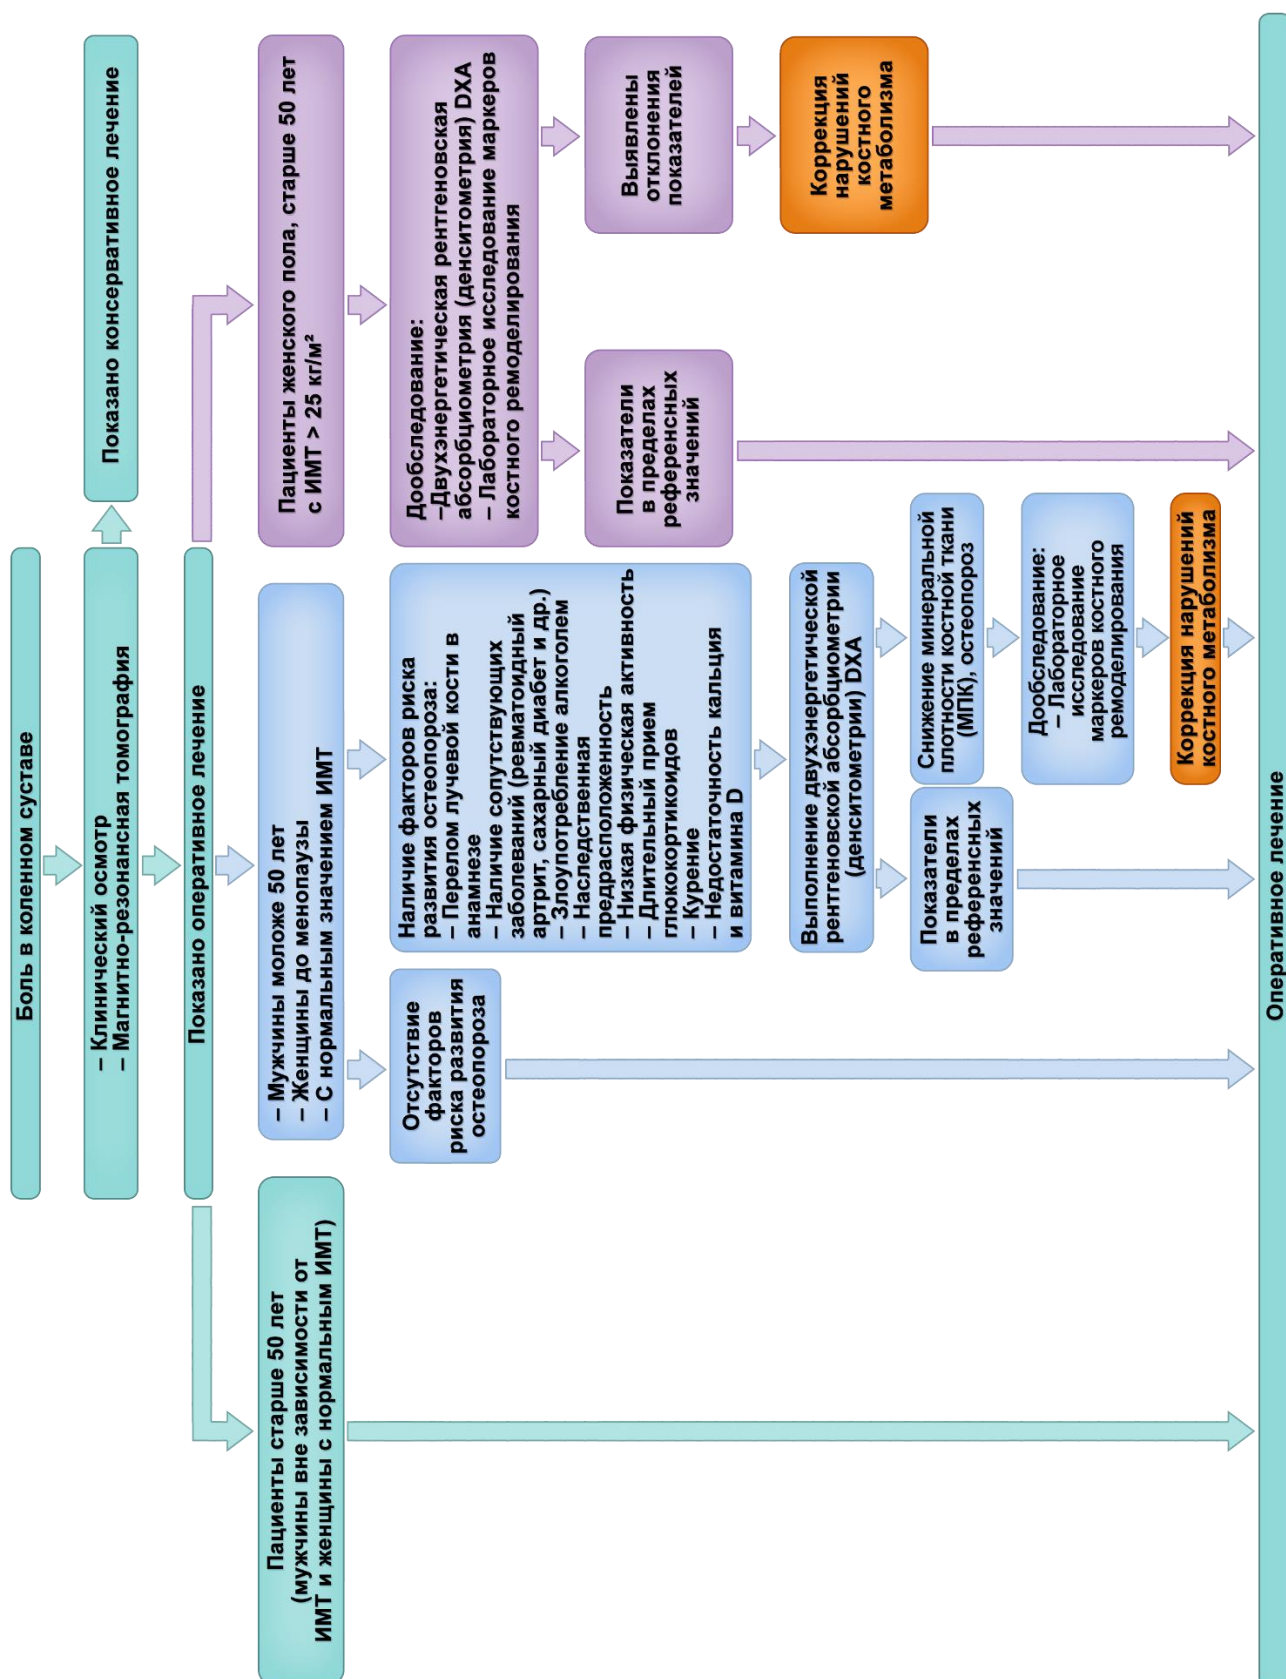 Боль в коленном суставе
– Клинический осмотр
– Магнитно-резонасная томография
Показано консервативное лечение
Показано оперативное лечение
Пациенты старше 50 лет
(мужчины вне зависимости от
ИМТ и женщины с нормальным ИМТ)
– Мужчины моложе 50 лет
– Женщины до менопаузы
– С нормальным значением ИМТ
Пациенты женского пола, старше 50 лет
с ИМТ > 25 кг/м²
Отсутствие
факторов
риска развития
остеопороза
Наличие факторов риска
развития остеопороза:
– Перелом лучевой кости в
анамнезе
– Наличие сопутствующих
заболеваний (ревматоидный
артрит, сахарный диабет и др.)
– Злоупотребление алкоголем
– Наследственная
предрасположенность
– Низкая физическая активность
– Длительный прием
глюкокортикоидов
– Курение
– Недостаточность кальция
и витамина D
Дообследование:
–Двухэнергетическая рентгеновская
абсорбциометрия (денситометрия) DXA
– Лабораторное исследование маркеров
костного ремоделирования
Показатели
в пределах
референсных
значений
Выявлены
отклонения
показателей
Коррекция
нарушений
костного
метаболизма
Выполнение двухэнергетической
рентгеновской абсорбиометрии
(денситометрии) DXA
Показатели
в пределах
референсных
значений
Снижение минеральной
плотности костной ткани
(МПК), остеопороз
Дообследование:
– Лабораторное
исследование
маркеров костного
ремоделирования
Коррекция нарушений
костного метаболизма
Оперативное лечение